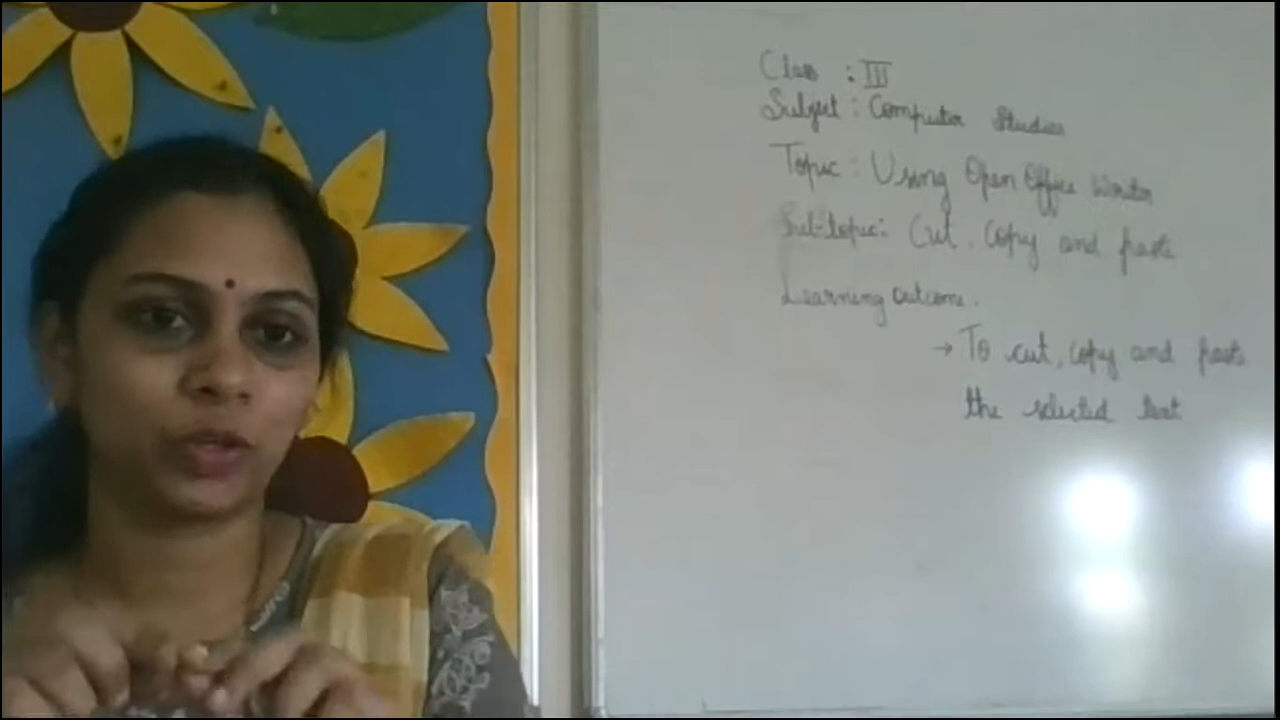 Class : III
Subject : Computer Studies
Topic : Using Open Office Writer
Sub-topic: Cut, Copy and paste
Learning outcome.
→ To cut, copy and paste
the selected text